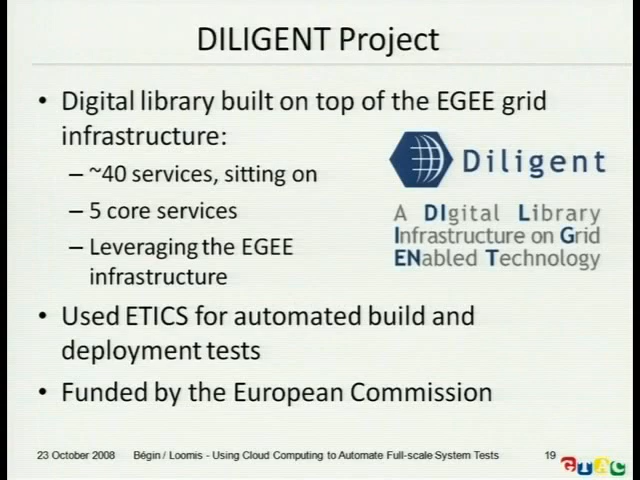 DILIGENT Project
• Digital library built on top of the EGEE grid
infrastructure:
– ~40 services, sitting on
– 5 core services
– Leveraging the EGEE
infrastructure
Diligent
A DIgital Library
Infrastructure on Grid
ENabled Technology
• Used ETICS for automated build and
deployment tests
• Funded by the European Commission
23 October 2008 Bégin / Loomis - Using Cloud Computing to Automate Full-scale System Tests 19
GTAC